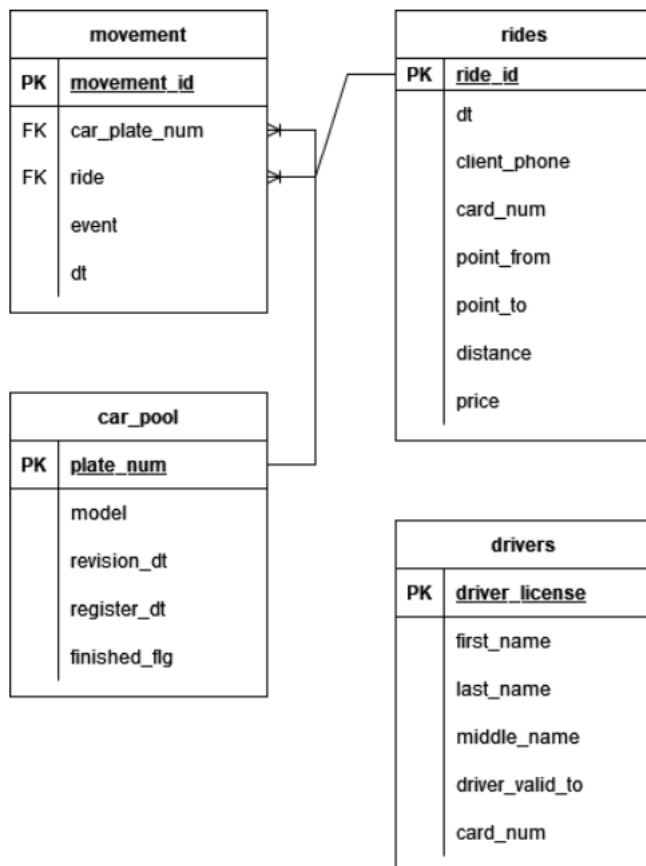 movement
PK movement_id
FK car_plate_num
FK ride
event
dt
rides
PK ride_id
dt
client_phone
card_num
point_from
point_to
distance
price
car_pool
PK plate_num
model
revision_dt
register_dt
finished_flg
drivers
PK driver_license
first_name
last_name
middle_name
driver_valid_to
card_num